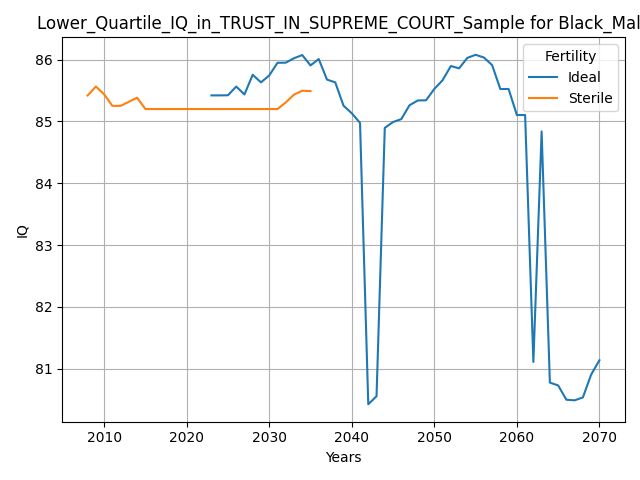 Lower_Quartile_IQ_in_TRUST_IN_SUPREME_COURT_Sample for Black_Mal
Fertility
Ideal
Sterile
86
85
84
83
82
81
IQ
2010 2020 2030 2040 2050 2060 2070
Years